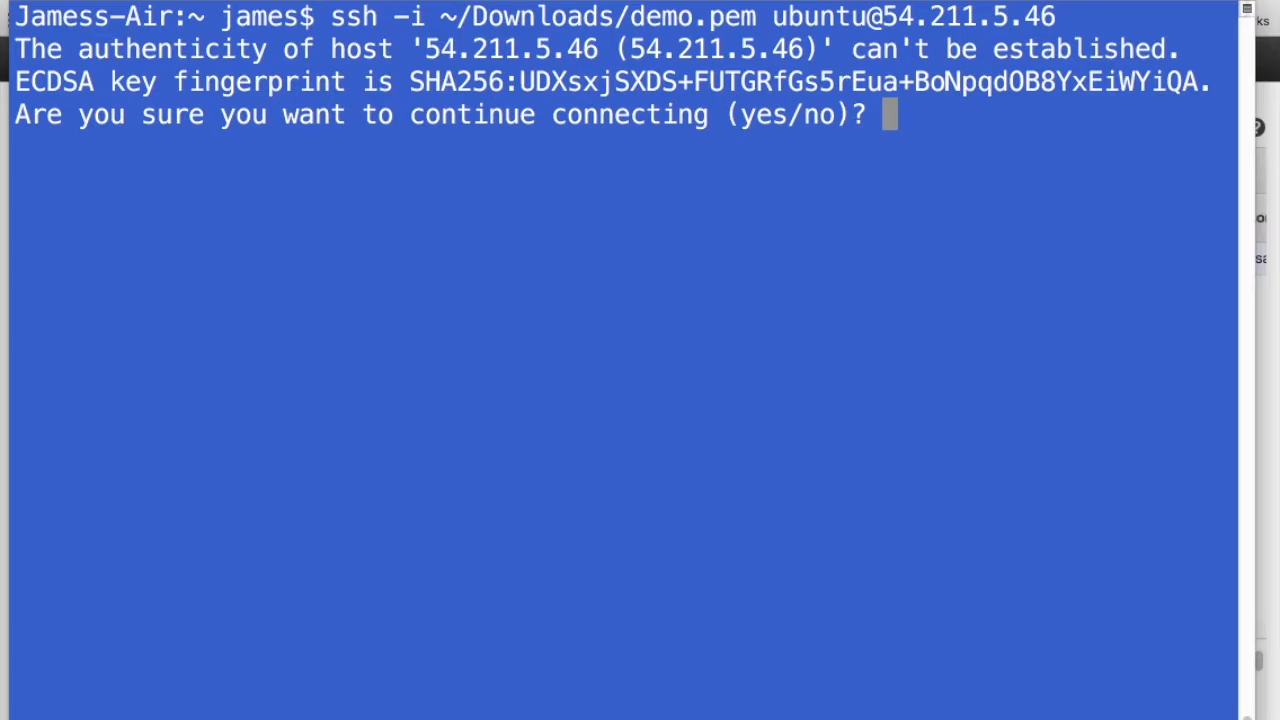 Jamess-Air:~ james$ ssh -i ~/Downloads/demo.pem ubuntu@54.211.5.46
The authenticity of host '54.211.5.46 (54.211.5.46)' can't be established.
ECDSA key fingerprint is SHA256:UDXsxjSXDS+FUTGRfGs5rEua+BoNpqdOB8YxEiWYiQA.
Are you sure you want to continue connecting (yes/no)?